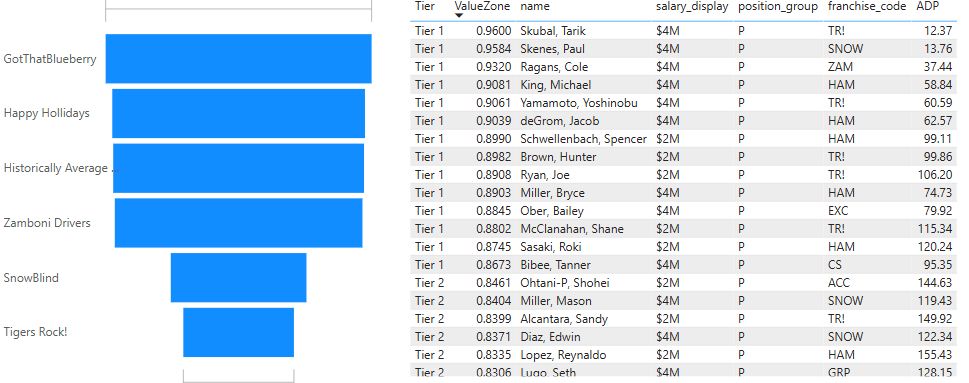 GotThatBlueberry
Happy Hollidays
Historically Average .
Zamboni Drivers
SnowBlind
Tigers Rock!
Tier ValueZone name salary_display position_group franchise_code ADP
Tier 1 0.9600 Skubal, Tarik $4M P TR! 12.37
Tier 1 0.9584 Skenes, Paul $4M P SNOW 13.76
Tier 1 0.9320 Ragans, Cole $4M P ZAM 37.44
Tier 1 0.9081 King, Michael $4M P HAM 58.84
Tier 1 0.9061 Yamamoto, Yoshinobu $4M P TR! 60.59
Tier 1 0.9039 deGrom, Jacob $4M P HAM 62.57
Tier 1 0.8990 Schwellenbach, Spencer $2M P HAM 99.11
Tier 1 0.8982 Brown, Hunter $2M P TR! 99.86
Tier 1 0.8908 Ryan, Joe $2M P TR! 106.20
Tier 1 0.8903 Miller, Bryce $4M P HAM 74.73
Tier 1 0.8845 Ober, Bailey $4M P EXC 79.92
Tier 1 0.8802 McClanahan, Shane $2M P TR! 115.34
Tier 1 0.8745 Sasaki, Roki $2M P HAM 120.24
Tier 1 0.8673 Bibee, Tanner $4M P CS 95.35
Tier 2 0.8461 Ohtani-P, Shohei $2M P ACC 144.63
Tier 2 0.8404 Miller, Mason $4M P SNOW 119.43
Tier 2 0.8399 Alcantara, Sandy $2M P TR! 149.92
Tier 2 0.8371 Diaz, Edwin $4M P SNOW 122.34
Tier 2 0.8335 Lopez, Reynaldo $2M P HAM 155.43
Tier 2 0.8306 Lugo, Seth $4M P GRP 128.15